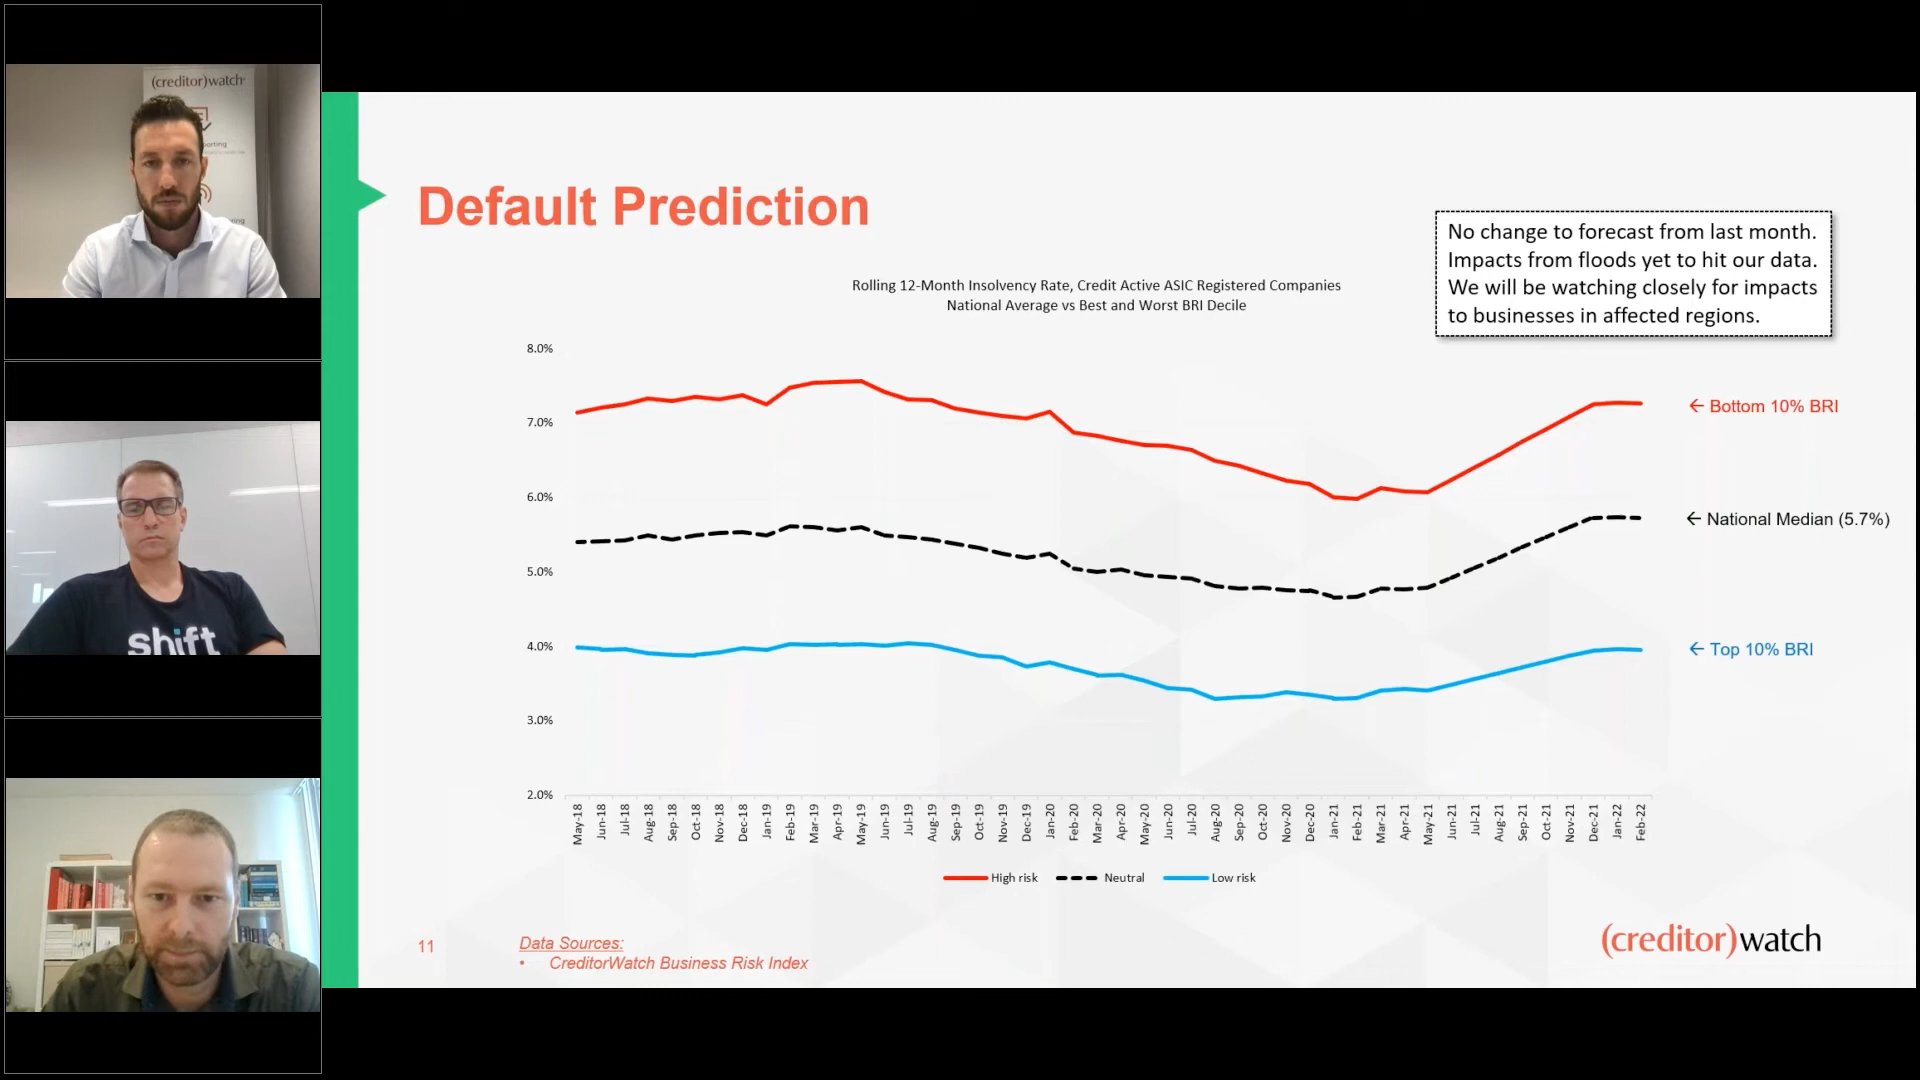 (creditor)watch
porting
shift
Default Prediction
No change to forecast from last month.
Impacts from floods yet to hit our data.
We will be watching closely for impacts
to businesses in affected regions.
Rolling 12-Month Insolvency Rate, Credit Active ASIC Registered Companies
National Average vs Best and Worst BRI Decile
8.0%
7.0%
6.0%
5.0%
4.0%
3.0%
2.0%
← Bottom 10% BRI
← National Median (5.7%)
← Top 10% BRI
May-18
Jun-18
Jul-18
Aug-18
Sep-18
Oct-18
Nov-18
Dec-18
Jan-19
Feb-19
Mar-19
Apr-19
May-19
Jun-19
Jul-19
Aug-19
Sep-19
Oct-19
Nov-19
Dec-19
Jan-20
Feb-20
Mar-20
Apr-20
May-20
Jun-20
Jul-20
Aug-20
Sep-20
Oct-20
Nov-20
Dec-20
Jan-21
Feb-21
Mar-21
Apr-21
May-21
Jun-21
Jul-21
Aug-21
Sep-21
Oct-21
Nov-21
Dec-21
Jan-22
Feb-22
High risk Neutral Low risk
11
Data Sources:
• CreditorWatch Business Risk Index
(creditor)watch